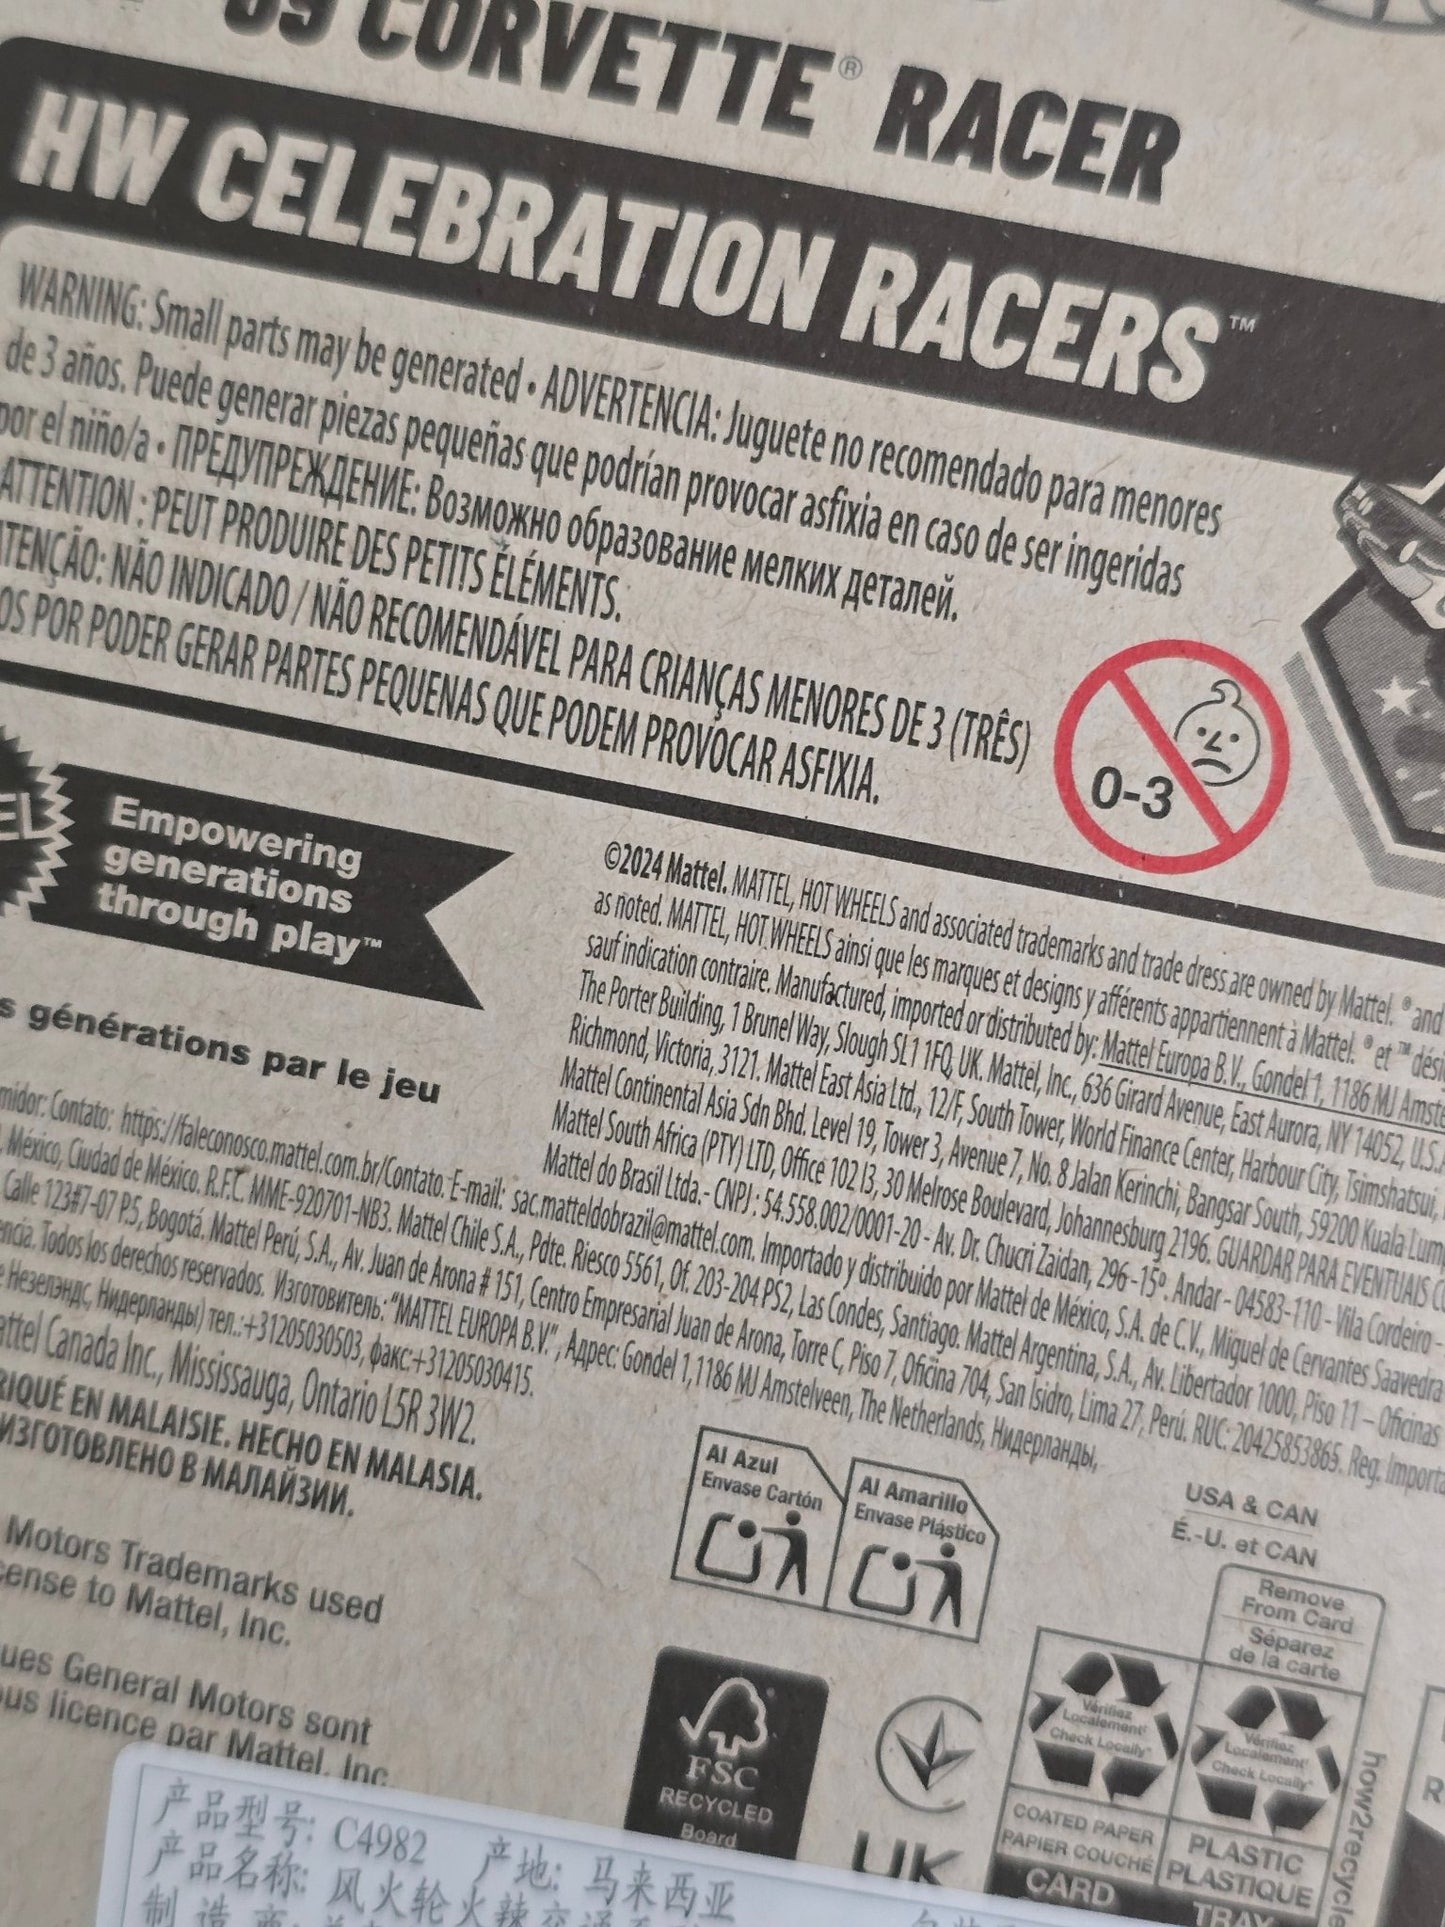 CORVETTE® RACER
HW CELEBRATION RACERS™
WARNING: Small parts may be generated • ADVERTENCIA: Juguete no recomendado para menores
de 3 años. Puede generar piezas pequeñas que podrían provocar asfixia en caso de ser ingeridas
por el niño/a • ПРЕДУПРЕЖДЕНИЕ: Возможно образование мелких деталей.
ATTENTION : PEUT PRODUIRE DES PETITS ÉLÉMENTS.
ATENÇÃO: NÃO INDICADO / NÃO RECOMENDÁVEL PARA CRIANÇAS MENORES DE 3 (TRÊS)
OS POR PODER GERAR PARTES PEQUENAS QUE PODEM PROVOCAR ASFIXIA.
0-3
Empowering
generations
through play™
s générations par le jeu
©2024 Mattel. MATTEL, HOT WHEELS and associated trademarks and trade dress are owned by Mattel. ® and
as noted. MATTEL, HOT WHEELS ainsi que les marques et designs y afférents appartiennent à Mattel. ® et ™
sauf indication contraire. Manufactured, imported or distributed by: Mattel Europa B.V., Gondel 1, 1186 MJ
The Porter Building, 1 Brunel Way, Slough SL1 1FQ, UK. Mattel, Inc., 636 Girard Avenue, East Aurora, NY 14052, U.S.
Richmond, Victoria, 3121. Mattel East Asia Ltd., 12/F, South Tower, World Finance Center, Harbour City, Tsimshatsui,
Mattel Continental Asia Sdn Bhd. Level 19, Tower 3, Avenue 7, No. 8 Jalan Kerinchi, Bangsar South, 59200 Kuala
Mattel South Africa (PTY) LTD, Office 102 I3, 30 Melrose Boulevard, Johannesburg 2196. GUARDAR PARA EVENTUAIS
Mattel do Brasil Ltda.- CNPJ : 54.558.002/0001-20 - Av. Dr. Chucri Zaidan, 296 -15º. Andar - 04583-110 - Vila Cordeiro -
Contato: https://faleconosco.mattel.com.br/Contato. E-mail: sac.matteldobrazil@mattel.com. Importado y distribuido por Mattel de México, S.A. de C.V., Miguel de Cervantes Saavedra
México, Ciudad de México. R.F.C. MME-920701-NB3. Mattel Chile S.A., Pdte. Riesco 5561, Of. 203-204 PS2, Las Condes, Santiago. Mattel Argentina, S.A., Av. Libertador 1000, Piso 11 – Oficinas
Calle 123#7-07 P.5, Bogotá. Mattel Perú, S.A., Av. Juan de Arona # 151, Centro Empresarial Juan de Arona, Torre C, Piso 7, Oficina 704, San Isidro, Lima 27, Perú. RUC: 20425853865. Reg.
Todos los derechos reservados. Изготовитель: "MATTEL EUROPA B.V.", Адрес: Gondel 1,1186 MJ Amstelveen, The Netherlands, Нидерланды,
Нидерланды) тел.:+31205030503, факс:+31205030415.
Canada Inc., Mississauga, Ontario L5R 3W2.
EN MALAISIE. HECHO EN MALASIA.
ИЗГОТОВЛЕНО В МАЛАЙЗИИ.
Motors Trademarks used
to Mattel, Inc.
General Motors sont
licence par Mattel, Inc.
Al Azul
Envase Cartón
Al Amarillo
Envase Plástico
USA & CAN
É.-U. et CAN
Remove
From Card
Séparez
de la carte
Vérifiez
Localement
Check Locally
Vérifiez
Localement
Check Locally
COATED PAPER
PAPIER COUCHÉ
CARD
PLASTIC
PLASTIQUE
TRAY
how2recycle
FSC
RECYCLED
Board
UK
产品型号: C4982 产地: 马来西亚
产品名称: 风火轮火辣交通
制造商: